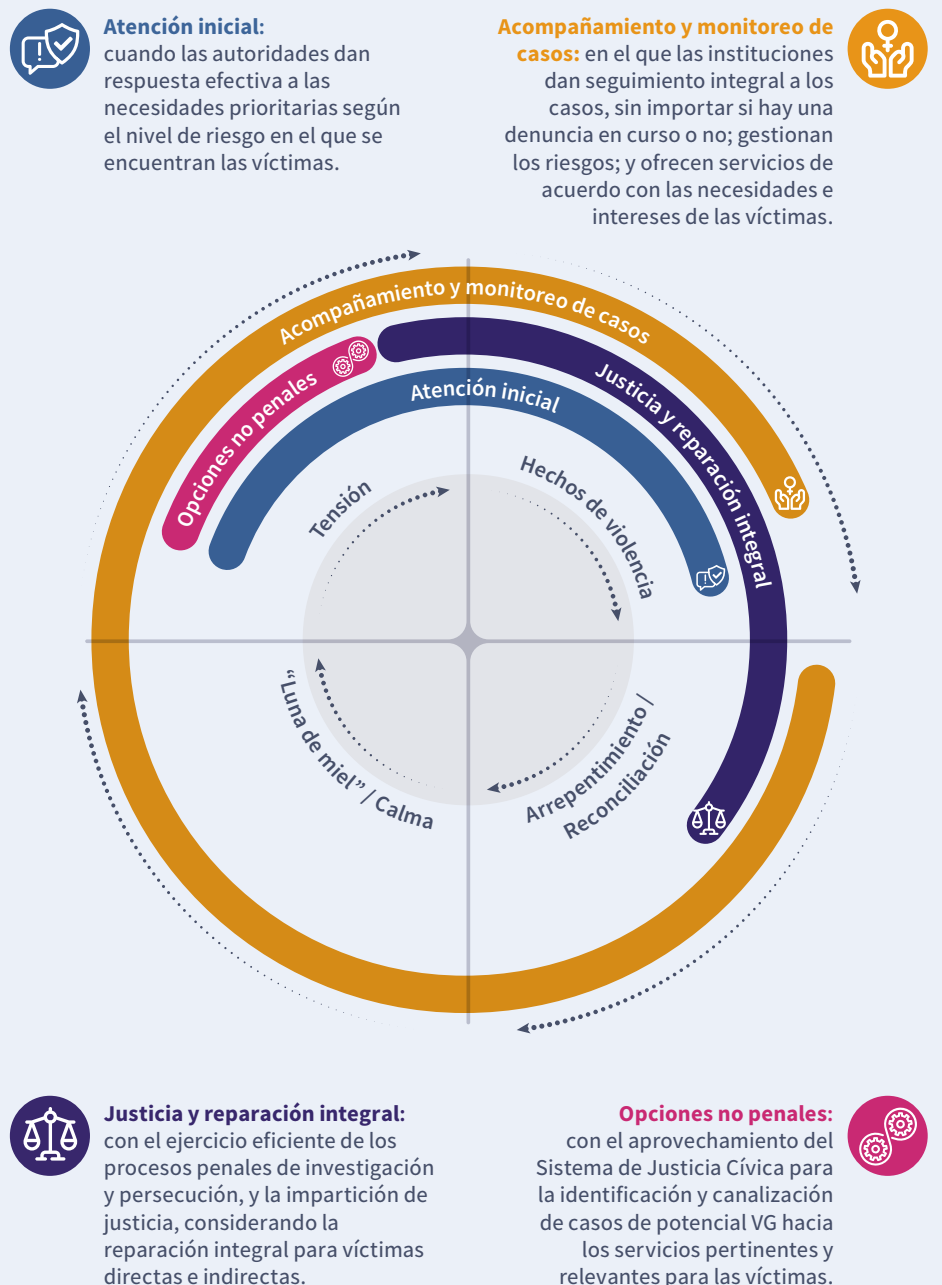 Atención inicial:
cuando las autoridades dan
respuesta efectiva a las
necesidades prioritarias según
el nivel de riesgo en el que se
encuentran las víctimas.
Acompañamiento y monitoreo de
casos: en el que las instituciones
dan seguimiento integral a los
casos, sin importar si hay una
denuncia en curso o no; gestionan
los riesgos; y ofrecen servicios de
acuerdo con las necesidades e
intereses de las víctimas.
Acompañamiento y monitoreo de casos
Opciones no penales
Justicia y reparación integral
Atención inicial
Tensión
Hechos de violencia
"Luna de miel" / Calma
Arrepentimiento /
Reconciliación
Justicia y reparación integral:
con el ejercicio eficiente de los
procesos penales de investigación
y persecución, y la impartición de
justicia, considerando la
reparación integral para víctimas
directas e indirectas.
Opciones no penales:
con el aprovechamiento del
Sistema de Justicia Cívica para
la identificación y canalización
de casos de potencial VG hacia
los servicios pertinentes y
relevantes para las víctimas.